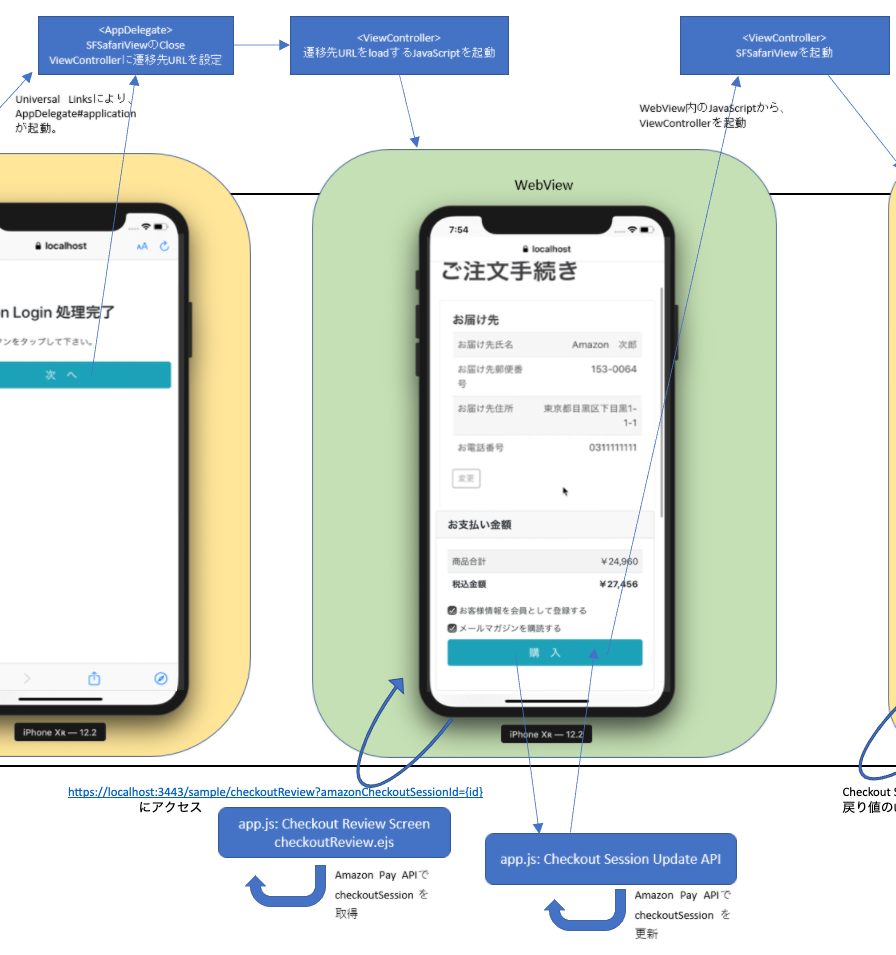 <AppDelegate>
SFSafariViewのClose
ViewControllerに遷移先URLを設定
<ViewController>
遷移先URLをloadするJavaScriptを起動
<ViewController>
SFSafariViewを起動
Universal Linksにより、
AppDelegate#application
が起動。
WebView内のJavaScriptから、
ViewControllerを起動
localhost
AA
n Login 処理完了
ンをタップして下さい。
次 へ
iPhone XR — 12.2
WebView
7:54
localhost
ご注文手続き
お届け先
お届け先氏名 Amazon 次郎
お届け先郵便番
号
153-0064
お届け先住所 東京都目黒区下目黒1-
1-1
お電話番号 0311111111
変更
お支払い金額
商品合計 ￥24,960
税込金額 ￥27,456
お客様情報を会員として登録する
メールマガジンを購読する
購 入
iPhone XR — 12.2
https://localhost:3443/sample/checkoutReview?amazonCheckoutSessionId={id}
にアクセス
app.js: Checkout Review Screen
checkoutReview.ejs
Amazon Pay APIで
checkoutSession を
取得
app.js: Checkout Session Update API
Amazon Pay APIで
checkoutSession を
更新
Checkout S
戻り値のU